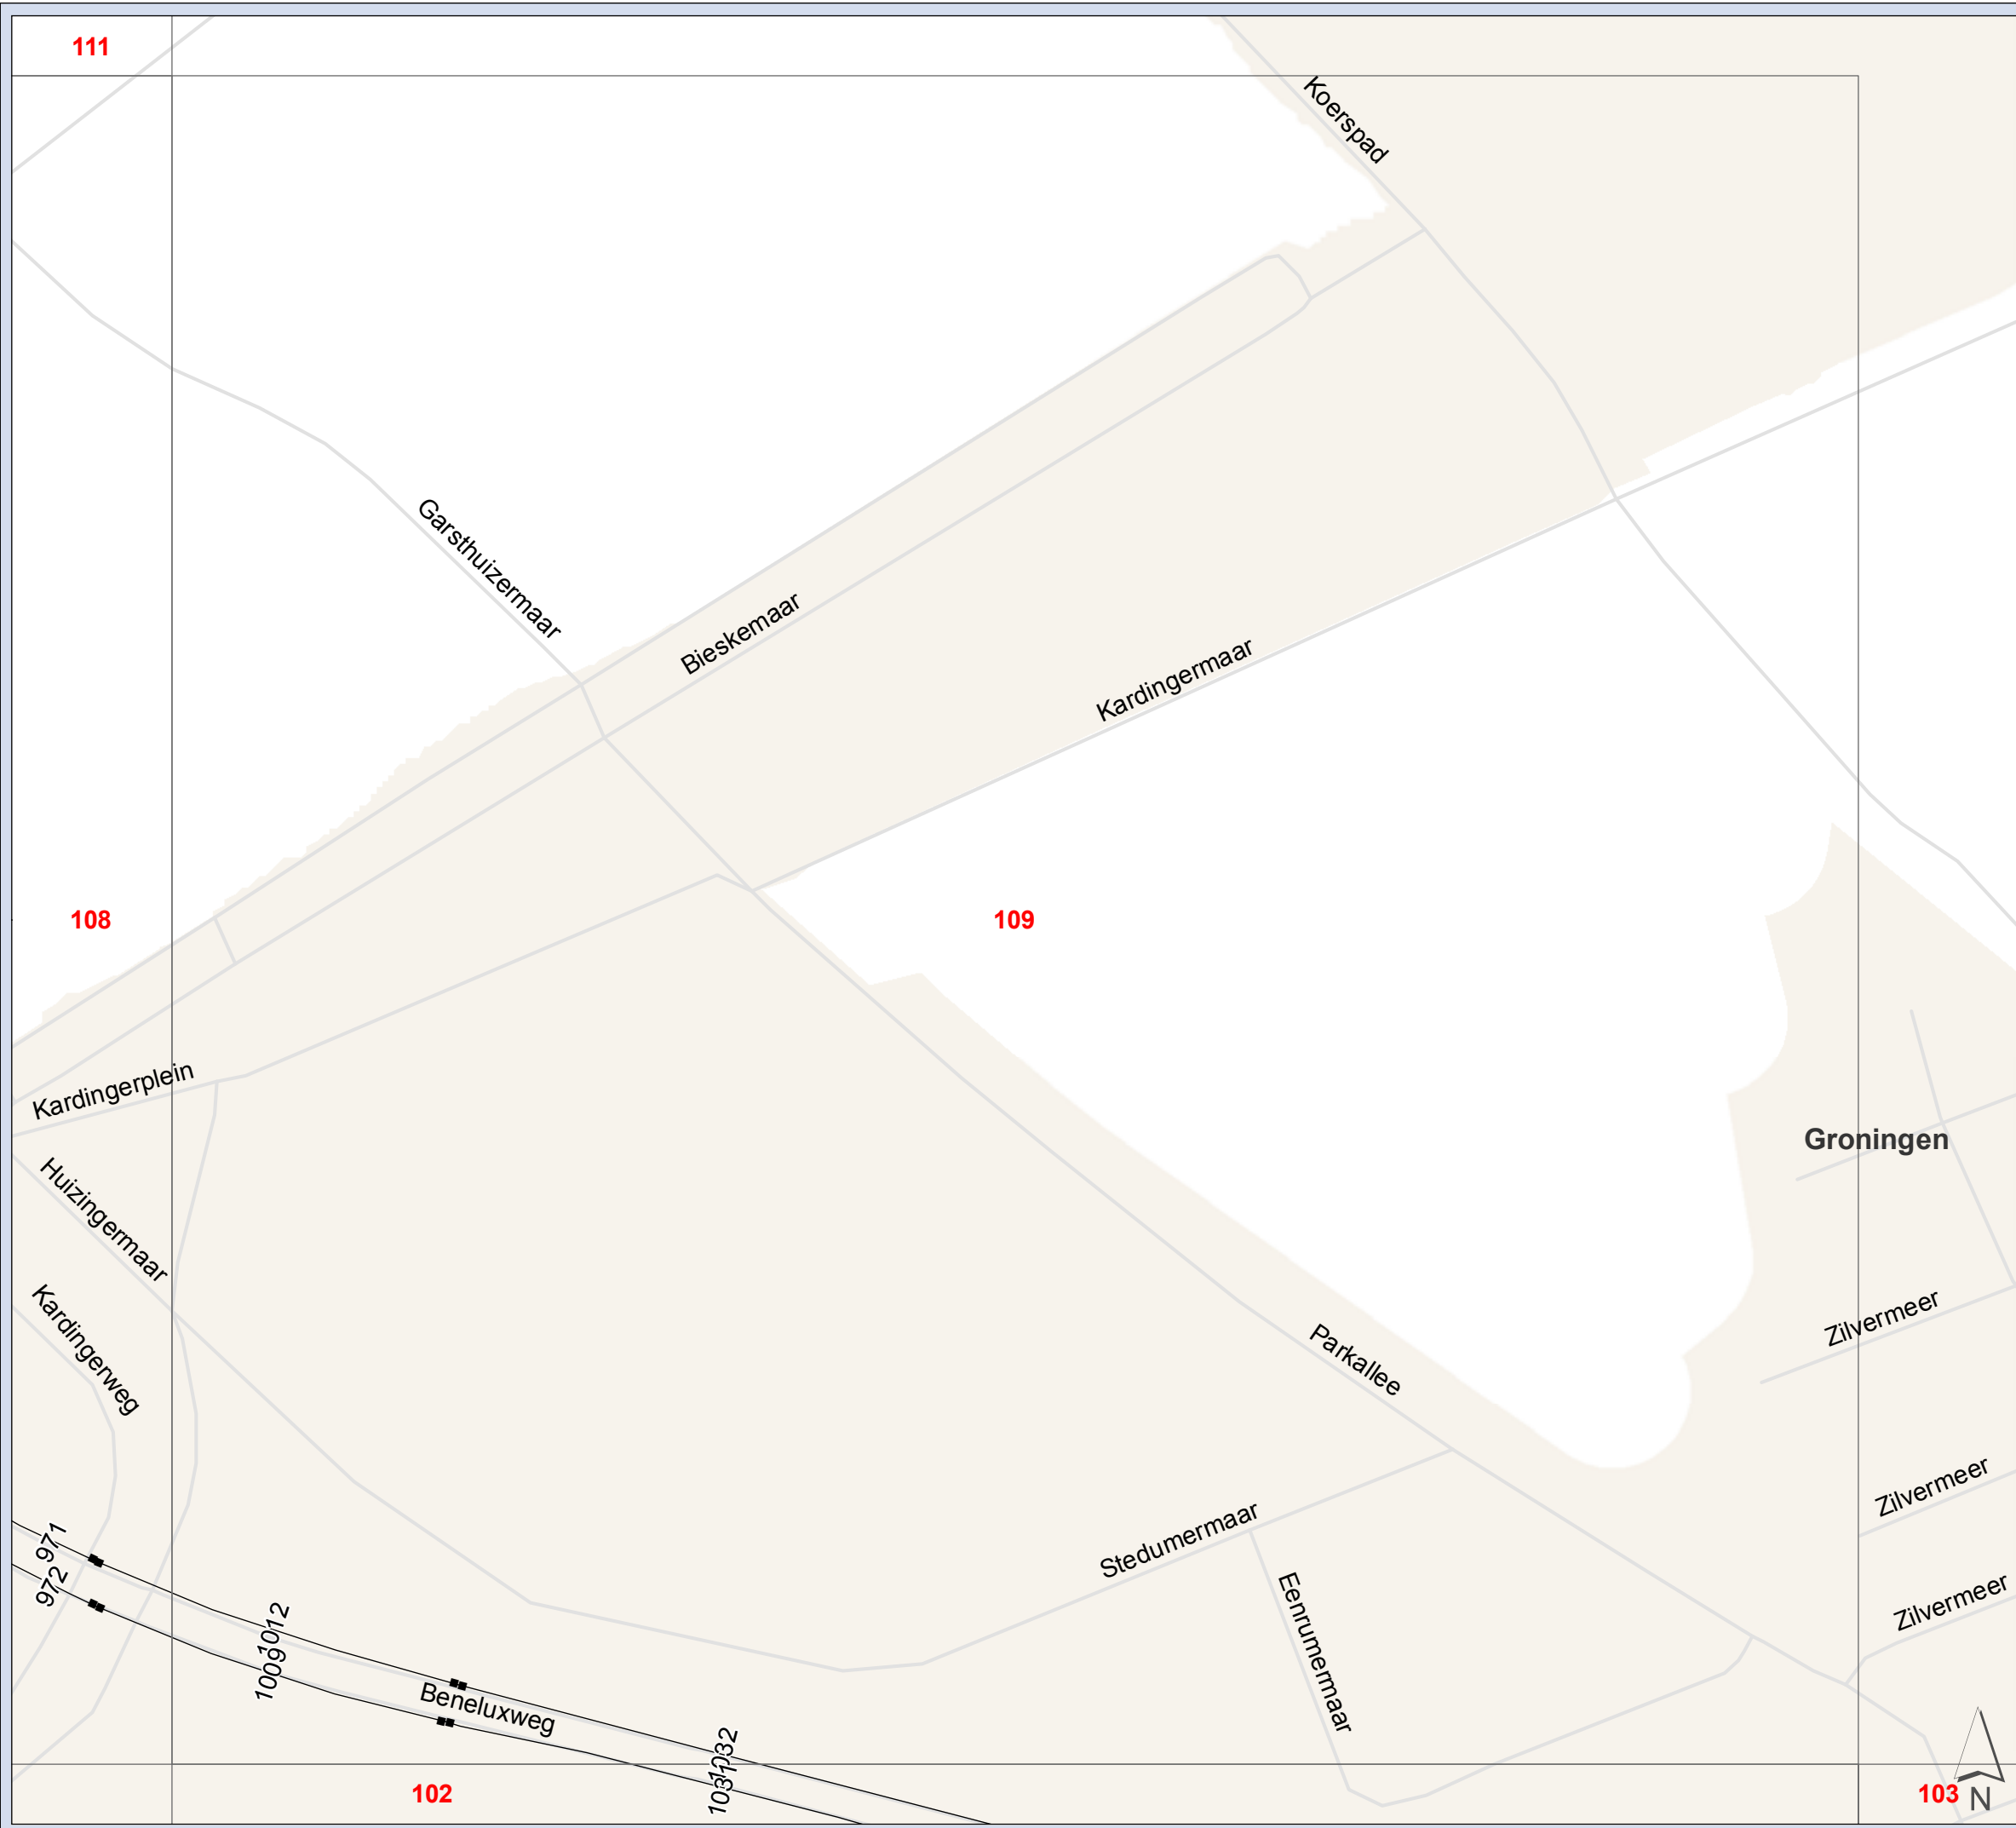 111
Koerspad
Garsthuizermaar
Bieskemaar
Kardingermaar
108
109
Kardingerplein
Groningen
Huizingermaar
Kardingerweg
Zilvermeer
Parkallee
Zilvermeer
Stedumermaar
971
972
Zilvermeer
Eenrumermaar
1012
1009
Beneluxweg
1032
1031
102
103
N